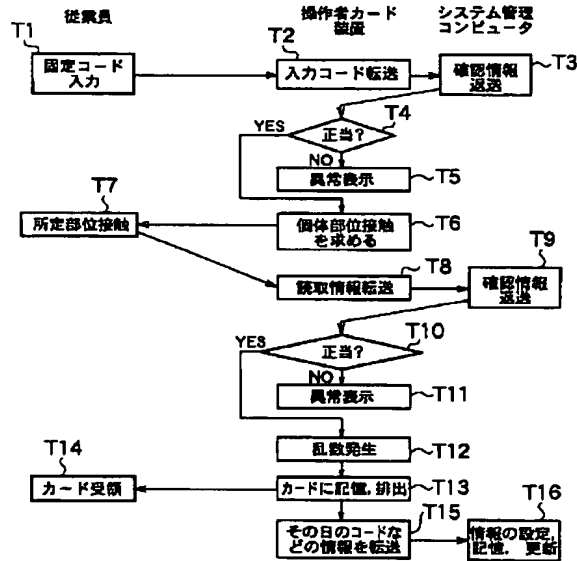 従業員
操作者カード
装置
システム管理
コンピュータ
T1
固定コード
入力
T2
入力コード転送
T3
確認情報
返送
T4
正当?
YES
NO
T5
異常表示
T6
個体部位接触
を求める
T7
所定部位接触
T8
読取情報転送
T9
確認情報
返送
T10
正当?
YES
NO
T11
異常表示
T12
乱数発生
T13
カードに記憶,排出
T14
カード受領
T15
その日のコードな
どの情報を転送
T16
情報の設定,
記憶, 更新